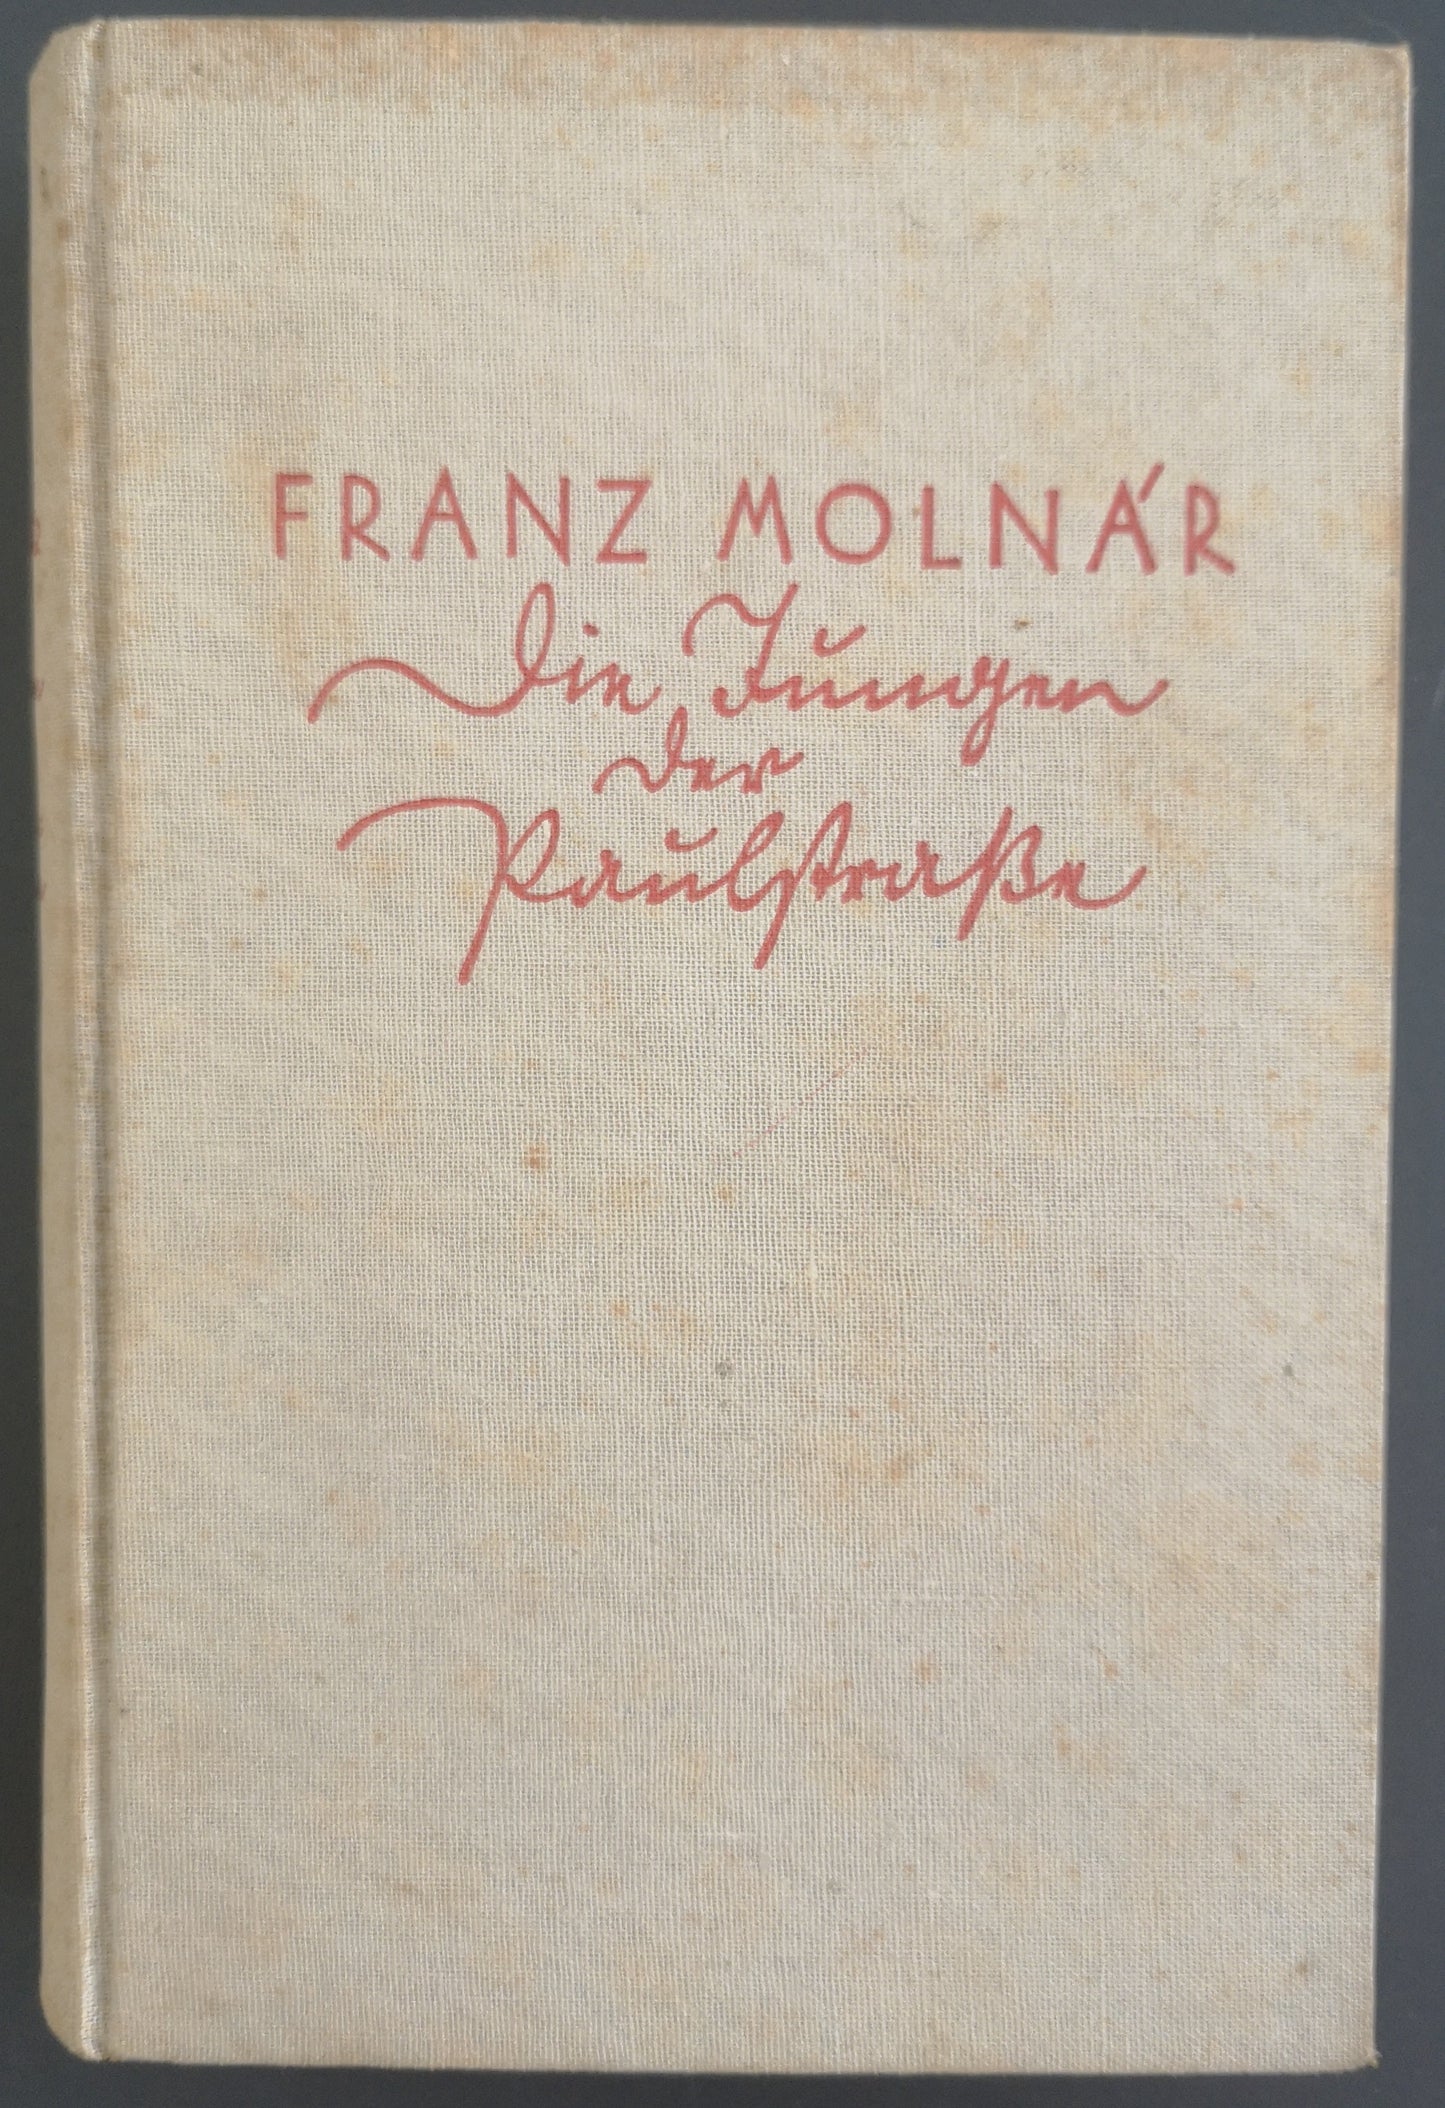 FRANZ MOLNÁR
Die Jungen
der
Paulstraße